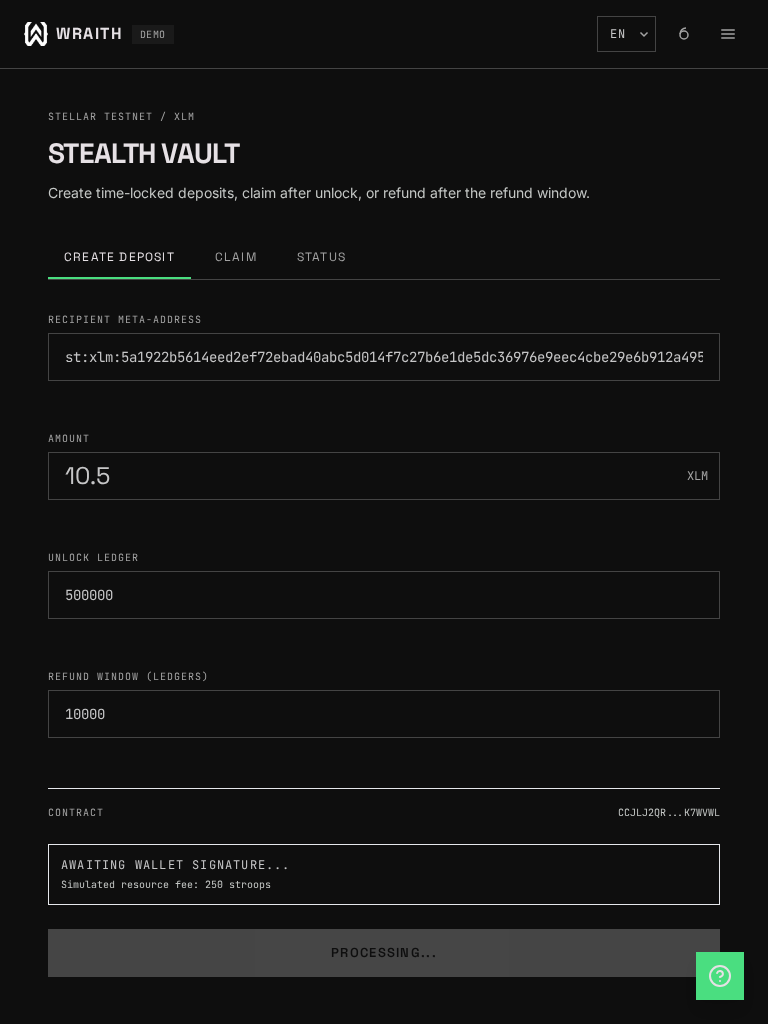 WRAITH DEMO EN
STELLAR TESTNET / XLM
STEALTH VAULT
Create time-locked deposits, claim after unlock, or refund after the refund window.
CREATE DEPOSIT CLAIM STATUS
RECIPIENT META-ADDRESS
st:xlm:5a1922b5614eed2ef72ebad40abc5d014f7c27b6e1de5dc36976e9eec4cbe29e6b912a495
AMOUNT
10.5 XLM
UNLOCK LEDGER
500000
REFUND WINDOW (LEDGERS)
10000
CONTRACT CCJLJ2QR...K7WVWL
AWAITING WALLET SIGNATURE...
Simulated resource fee: 250 stroops
PROCESSING...